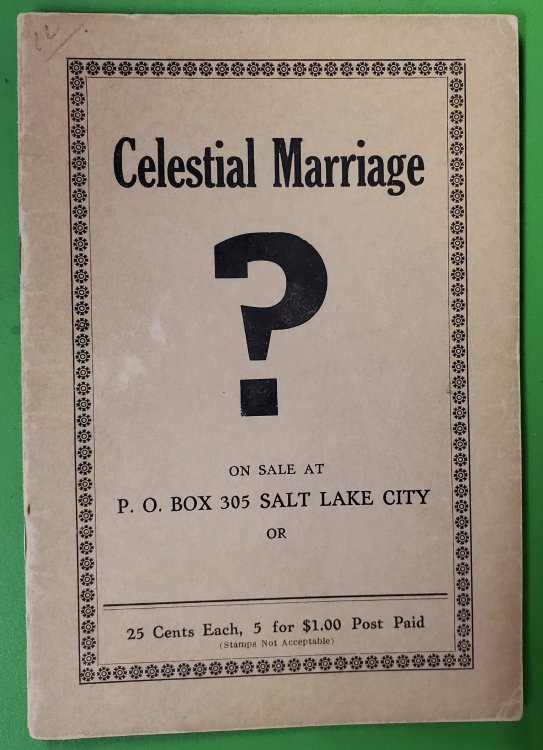 Celestial Marriage
?
ON SALE AT
P. O. BOX 305 SALT LAKE CITY
OR
25 Cents Each, 5 for $1.00 Post Paid
(Stamps Not Acceptable)